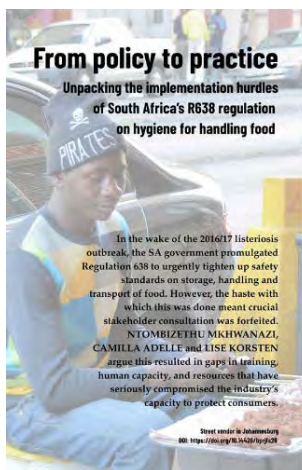 From policy to practice
Unpacking the implementation hurdles
of South Africa's R638 regulation
on hygiene for handling food
PIRATES
In the wake of the 2016/17 listeriosis
outbreak, the SA government promulgated
Regulation 638 to urgently tighten up safety
standards on storage, handling and
transport of food. However, the haste with
which this was done meant crucial
stakeholder consultation was forfeited.
NTOMBIZETHU MKHWANAZI,
CAMILLA ADELLE and LISE KORSTEN
argue this resulted in gaps in training,
human capacity, and resources that have
seriously compromised the industry's
capacity to protect consumers.
Street vendor in Johannesburg
DOI: